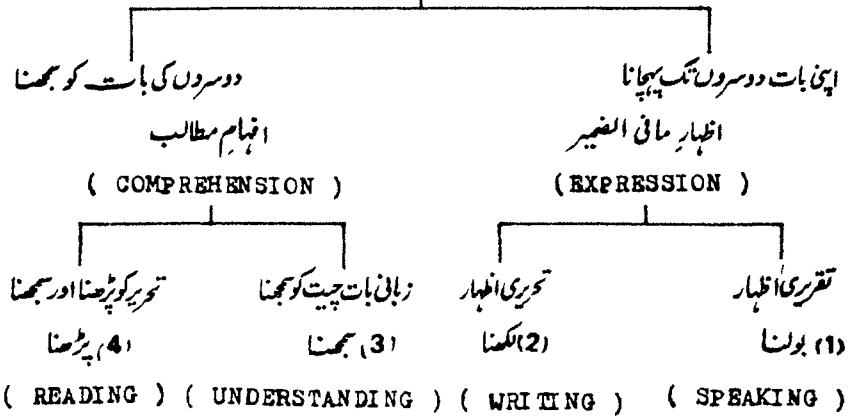 اپنی بات دوسروں تک پہچانا
دوسروں کی بات کو سمجھنا
اظہارِ مافی الضمیر
افہامِ مطالب
(EXPRESSION)
( COMPREHENSION )
تقریری اظہار
تحریری اظہار
زبانی بات چیت کو سمجھنا
تحریر کو پڑھنا اور سمجھنا
(1) بولنا
(2) لکھنا
(3) سمجھنا
(4) پڑھنا
( SPEAKING )
( WRITING )
( UNDERSTANDING )
( READING )